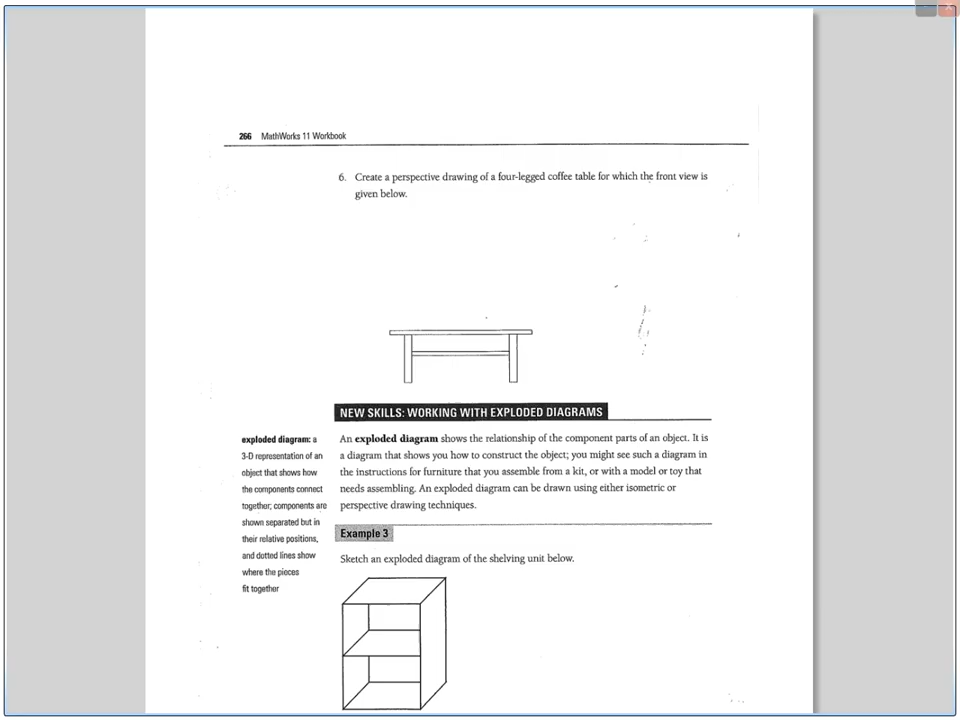 266 MathWorks 11 Workbook
6. Create a perspective drawing of a four-legged coffee table for which the front view is
given below.
NEW SKILLS: WORKING WITH EXPLODED DIAGRAMS
exploded diagram: a
3-D representation of an
object that shows how
the components connect
together; components are
shown separated but in
their relative positions,
and dotted lines show
where the pieces
fit together
An exploded diagram shows the relationship of the component parts of an object. It is
a diagram that shows you how to construct the object; you might see such a diagram in
the instructions for furniture that you assemble from a kit, or with a model or toy that
needs assembling. An exploded diagram can be drawn using either isometric or
perspective drawing techniques.
Example 3
Sketch an exploded diagram of the shelving unit below.